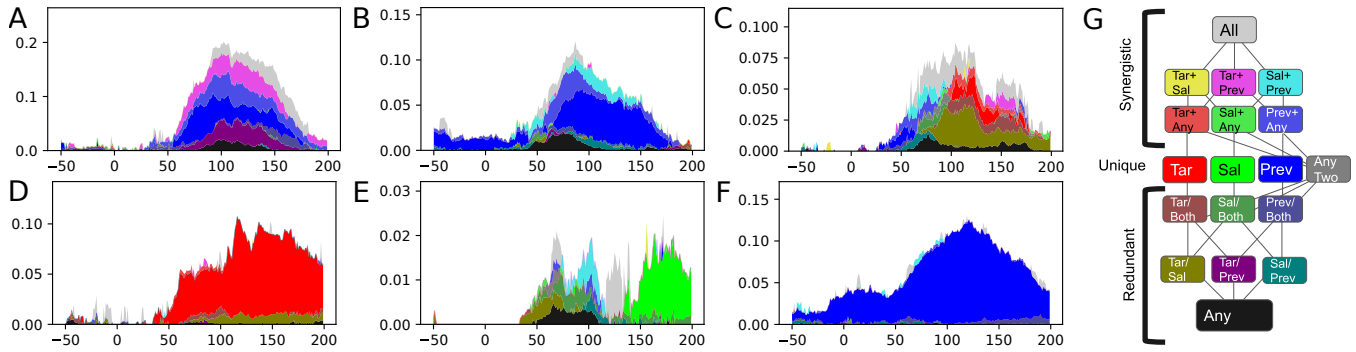 A
0.2
0.1
0.0
-50 0 50 100 150 200
B
0.15
0.10
0.05
0.00
-50 0 50 100 150 200
C
0.100
0.075
0.050
0.025
0.000
-50 0 50 100 150 200
D
0.10
0.05
0.00
-50 0 50 100 150 200
E
0.03
0.01
0.01
0.00
-50 0 50 100 150 200
F
0.15
0.10
0.05
0.00
-50 0 50 100 150 200
G
Synergistic
All
Tar+ Tar+ Sal+
Sal Prev Prev
Tar+ Sal+ Prev+
Any Any Any
Unique
Tar Sal Prev Any
Two
Redundant
Tar/ Sal/ Prev/
Both Both Both
Tar/ Tar/ Sal/
Sal Prev Prev
Any